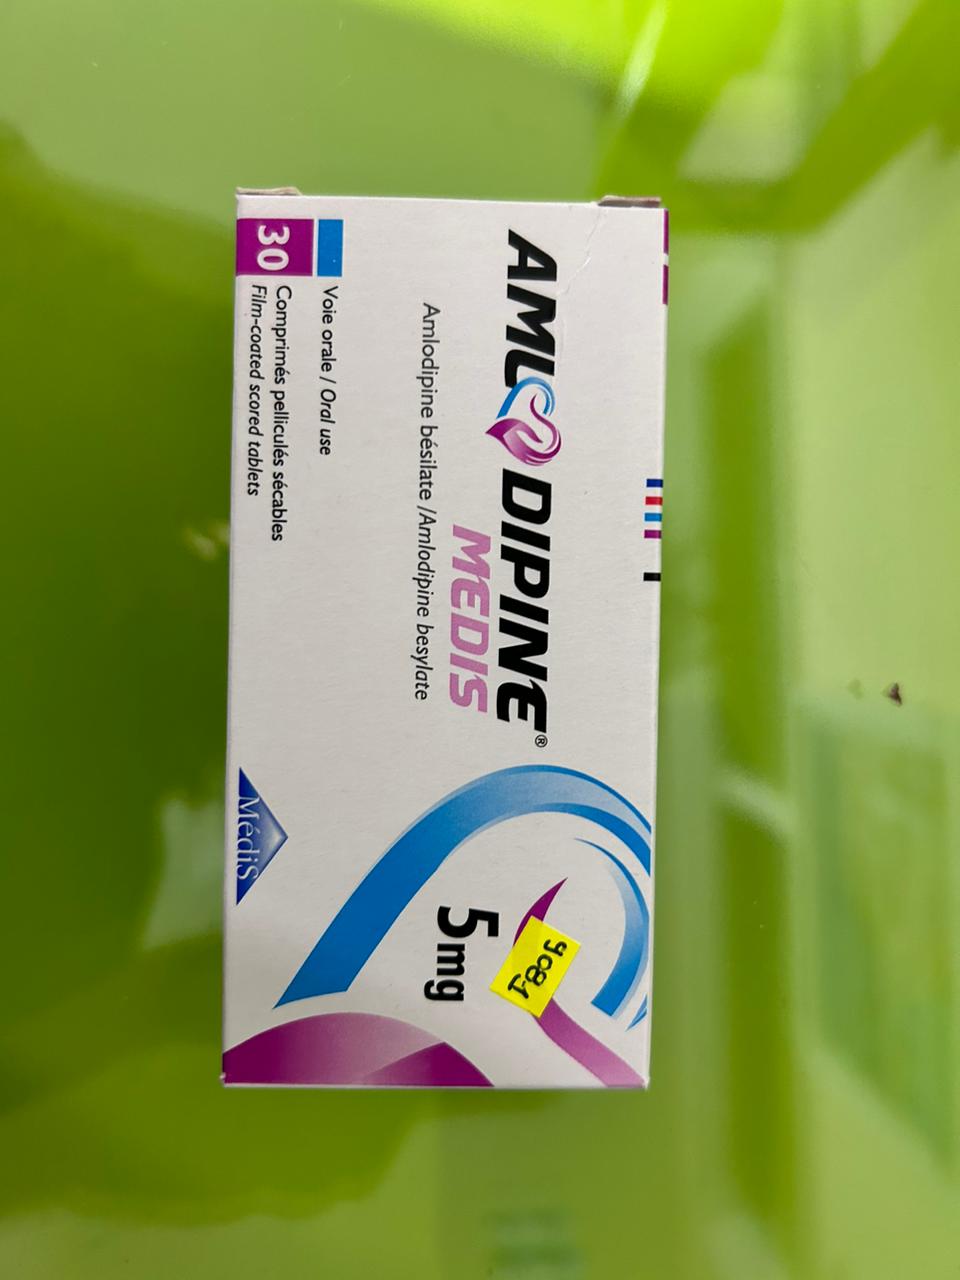 AMLODIPINE®
MEDIS
Amlodipine bésilate /Amlodipine besylate
9081
5mg
Voie orale / Oral use
30
Comprimés pelliculés sécables
Film-coated scored tablets
MédiS